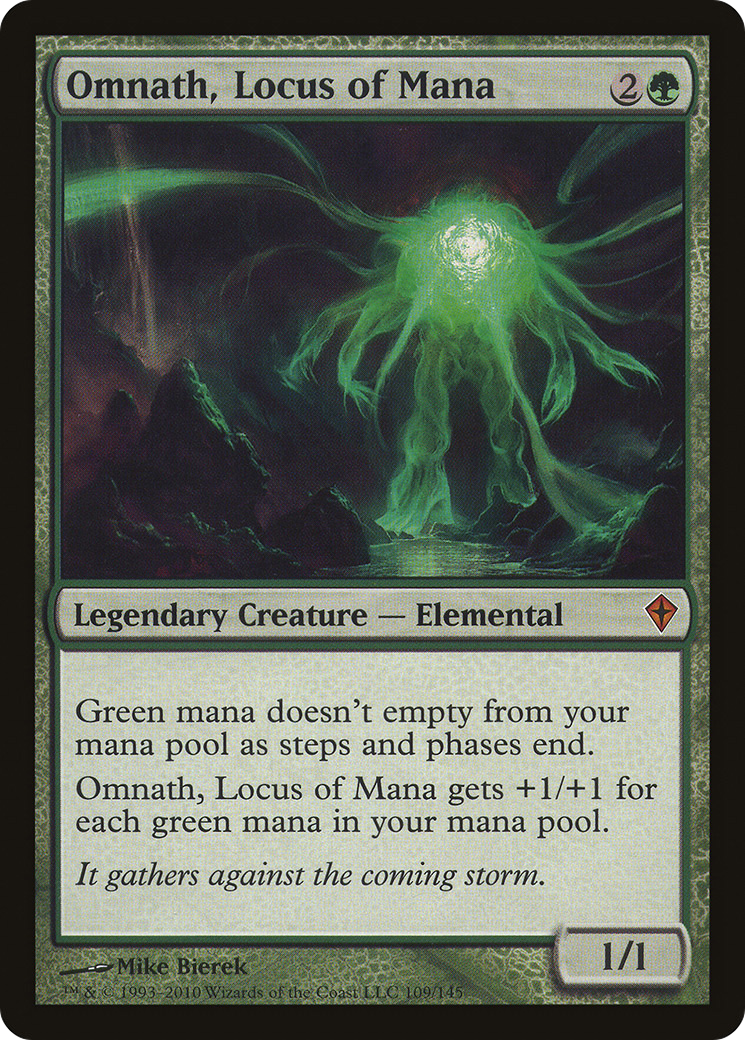 Omnath, Locus of Mana 2
Legendary Creature — Elemental
Green mana doesn't empty from your
mana pool as steps and phases end.
Omnath, Locus of Mana gets +1/+1 for
each green mana in your mana pool.
It gathers against the coming storm.
1/1
Mike Bierek
™ & © 1993–2010 Wizards of the Coast LLC 109/145